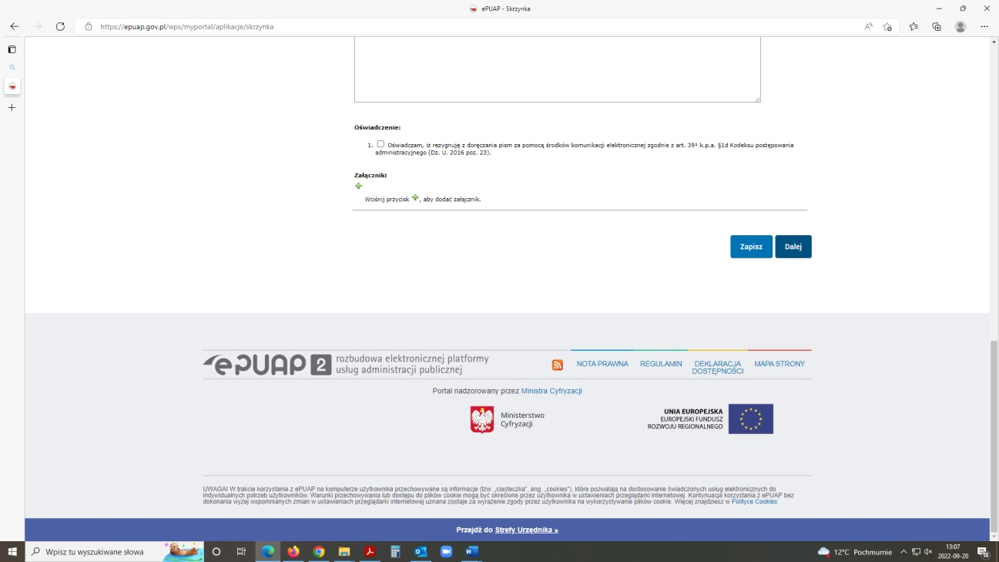 ePUAP - Skrzynka
https://epuap.gov.pl/wps/myportal/aplikacje/skrzynka
Oświadczenie:
1. Oświadczam, iż rezygnuję z doręczania pism za pomocą środków komunikacji elektronicznej zgodnie z art. 39¹ k.p.a. §1d Kodeksu postępowania
administracyjnego (Dz. U. 2016 poz. 23).
Załączniki
Wciśnij przycisk , aby dodać załącznik.
Zapisz Dalej
ePUAP 2 rozbudowa elektronicznej platformy
usług administracji publicznej
NOTA PRAWNA REGULAMIN DEKLARACJA
DOSTĘPNOŚCI MAPA STRONY
Portal nadzorowany przez Ministra Cyfryzacji
Ministerstwo
Cyfryzacji
UNIA EUROPEJSKA
EUROPEJSKI FUNDUSZ
ROZWOJU REGIONALNEGO
UWAGA! W trakcie korzystania z ePUAP na komputerze użytkownika przechowywane są informacje (tzw. „ciasteczka”, ang. „cookies”), które pozwalają na dostosowanie świadczonych usług elektronicznych do
indywidualnych potrzeb użytkowników. Warunki przechowywania lub dostępu do plików cookie mogą być określone przez użytkownika w ustawieniach przeglądarki internetowej. Kontynuacja korzystania z ePUAP bez
dokonania wyżej wspomnianych zmian w ustawieniach przeglądarki internetowej uznana zostaje za wyrażenie zgody przez użytkownika na wykorzystywanie plików cookie. Więcej znajdziesz w Polityce Cookies
Przejdź do Strefy Urzędnika »
Wpisz tu wyszukiwane słowa
12°C Pochmurnie
13:07
2022-09-20
18